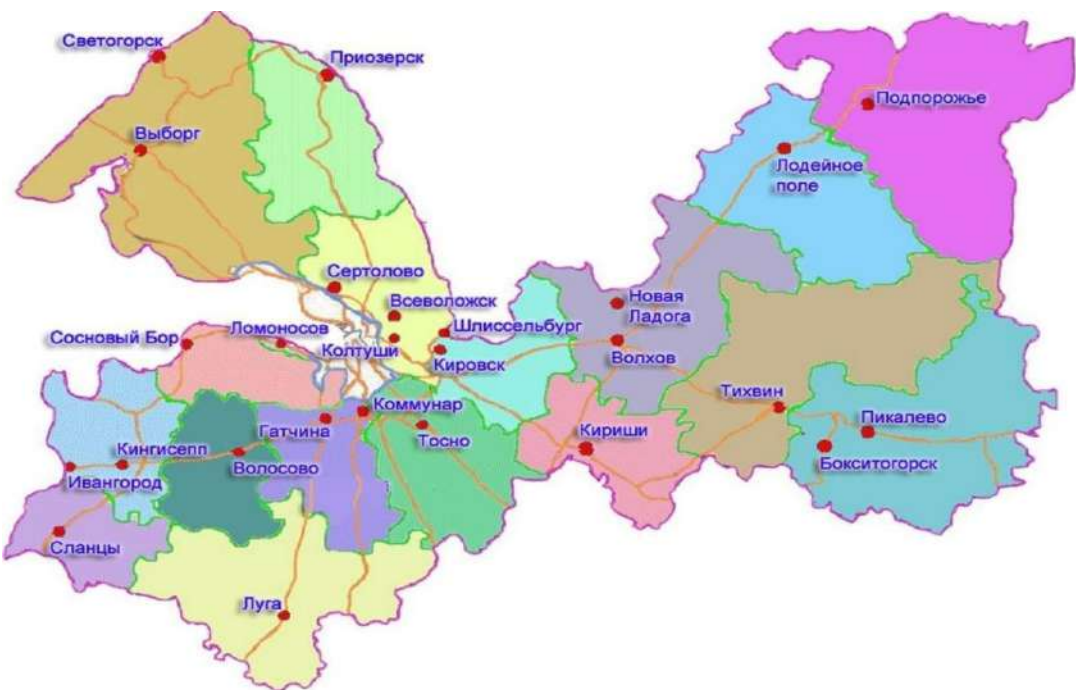 Светогорск
Приозерск
Выборг
Подпорожье
Лодейное
поле
Сертолово
Всеволожск
Новая
Ладога
Сосновый Бор
Ломоносов
Шлиссельбург
Колтуши
Кировск
Волхов
Тихвин
Пикалево
Коммунар
Гатчина
Тосно
Кириши
Бокситогорск
Кингисепп
Волосово
Ивангород
Сланцы
Луга